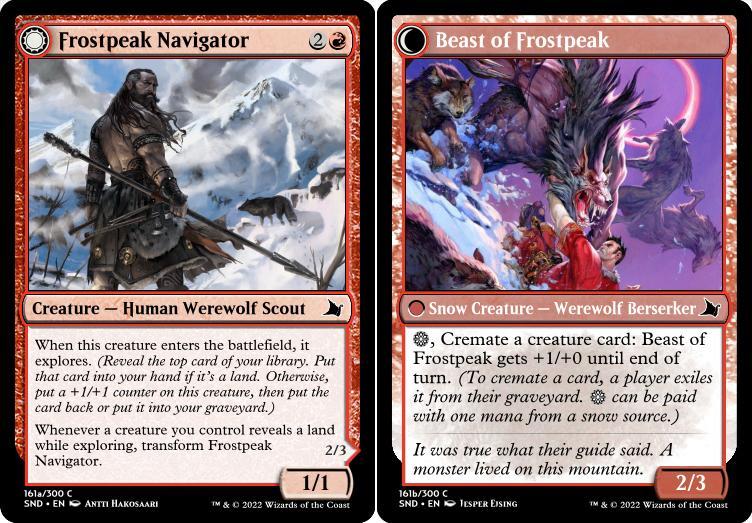 Frostpeak Navigator
2
Creature — Human Werewolf Scout
When this creature enters the battlefield, it
explores. (Reveal the top card of your library. Put
that card into your hand if it's a land. Otherwise,
put a +1/+1 counter on this creature, then put the
card back or put it into your graveyard.)
Whenever a creature you control reveals a land
while exploring, transform Frostpeak
Navigator.
2/3
1/1
161a/300 C
SND • EN ANTTI HAKOSAARI
™ & © 2022 Wizards of the Coast
Beast of Frostpeak
Snow Creature — Werewolf Berserker
, Cremate a creature card: Beast of
Frostpeak gets +1/+0 until end of
turn. (To cremate a card, a player exiles
it from their graveyard. can be paid
with one mana from a snow source.)
It was true what their guide said. A
monster lived on this mountain.
2/3
161b/300 C
SND • EN JESPER EJSING
™ & © 2022 Wizards of the Coast